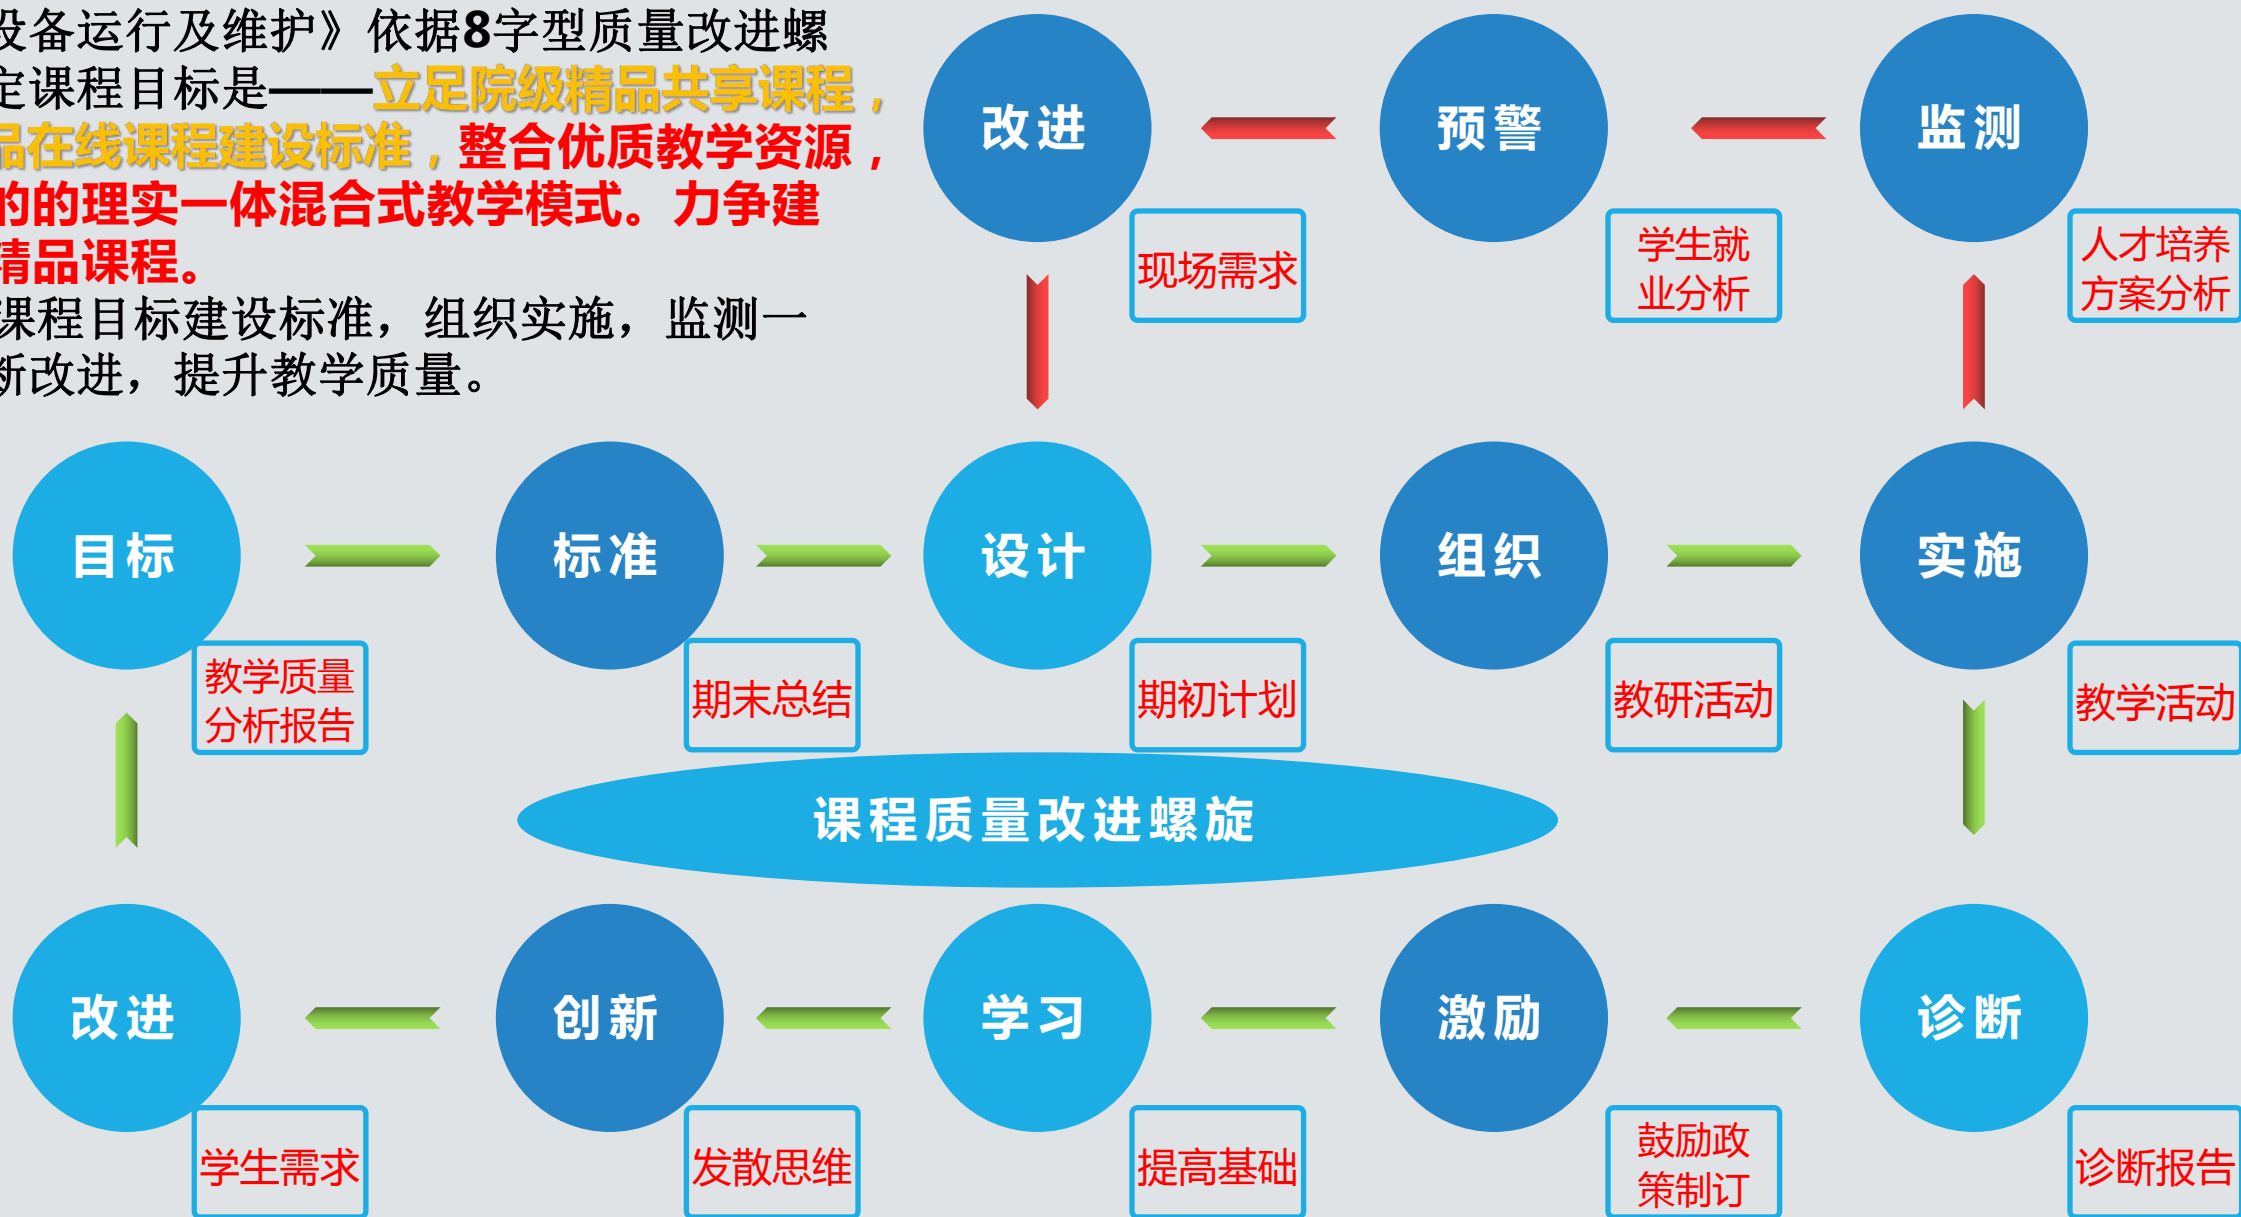 设备运行及维护》依据8字型质量改进螺
定课程目标是——立足院级精品共享课程，
品在线课程建设标准，整合优质教学资源，
的的理实一体混合式教学模式。力争建
精品课程。
课程目标建设标准，组织实施，监测一
断改进，提升教学质量。
改进
预警
监测
现场需求
学生就
业分析
人才培养
方案分析
目标
标准
设计
组织
实施
教学质量
分析报告
期末总结
期初计划
教研活动
教学活动
课程质量改进螺旋
改进
创新
学习
激励
诊断
学生需求
发散思维
提高基础
鼓励政
策制订
诊断报告